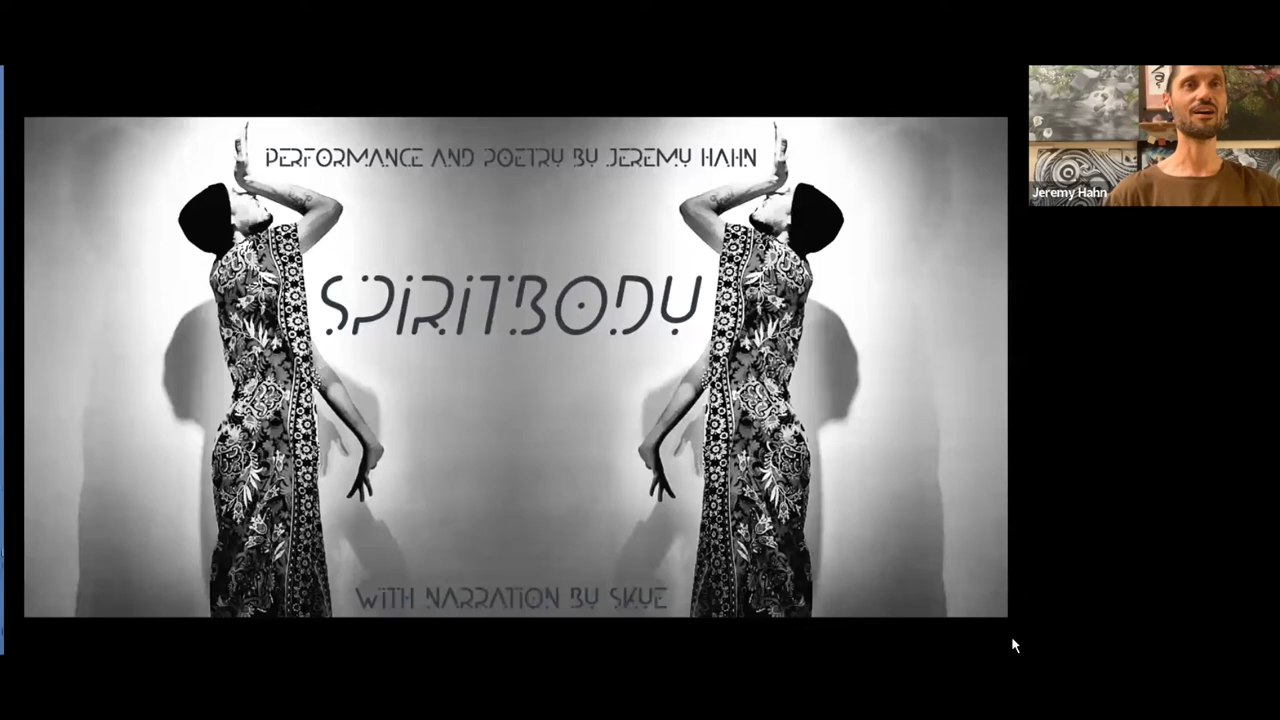 PERFORMANCE AND POETRY BY JEREMY HAHN
SPIRITBODY
WITH NARRATION BY SKYE
Jeremy Hahn